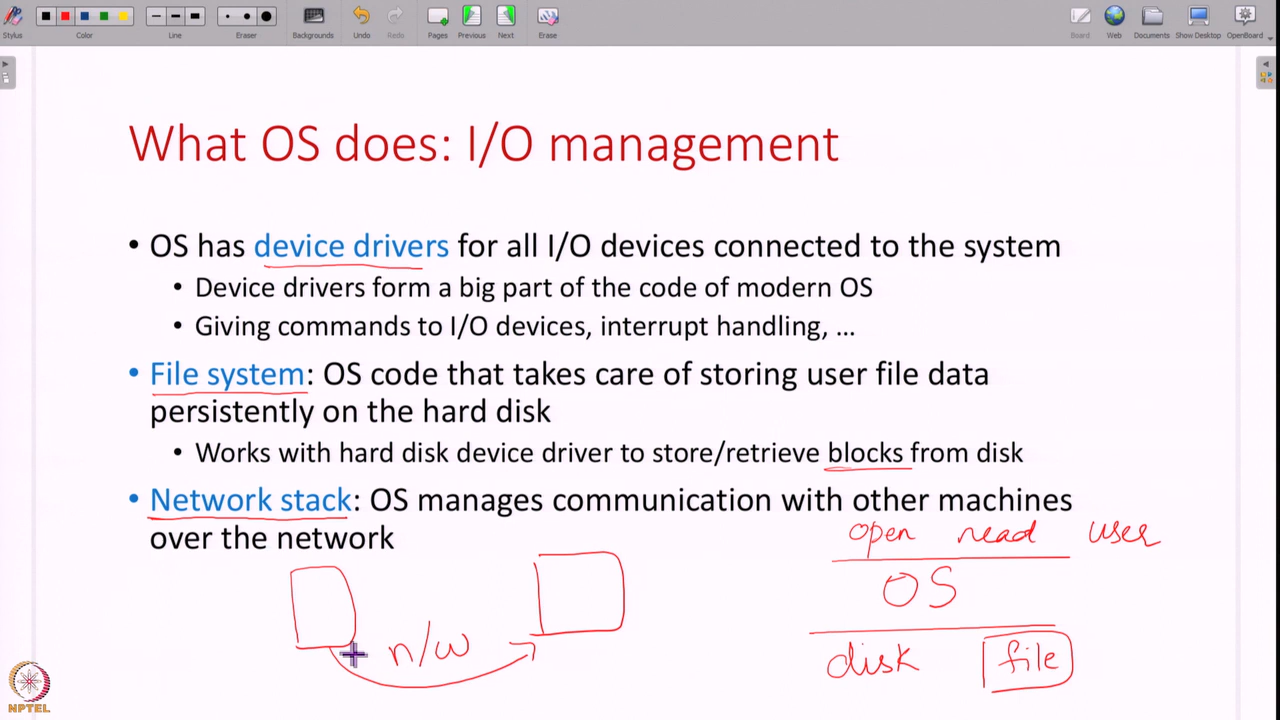 Stylus Color Line Eraser Backgrounds Undo Redo Pages Previous Next Erase Board Web Documents Show Desktop OpenBoard
What OS does: I/O management
• OS has device drivers for all I/O devices connected to the system
• Device drivers form a big part of the code of modern OS
• Giving commands to I/O devices, interrupt handling, ...
• File system: OS code that takes care of storing user file data
persistently on the hard disk
• Works with hard disk device driver to store/retrieve blocks from disk
• Network stack: OS manages communication with other machines
over the network
open read user
OS
n/w
disk file
NPTEL